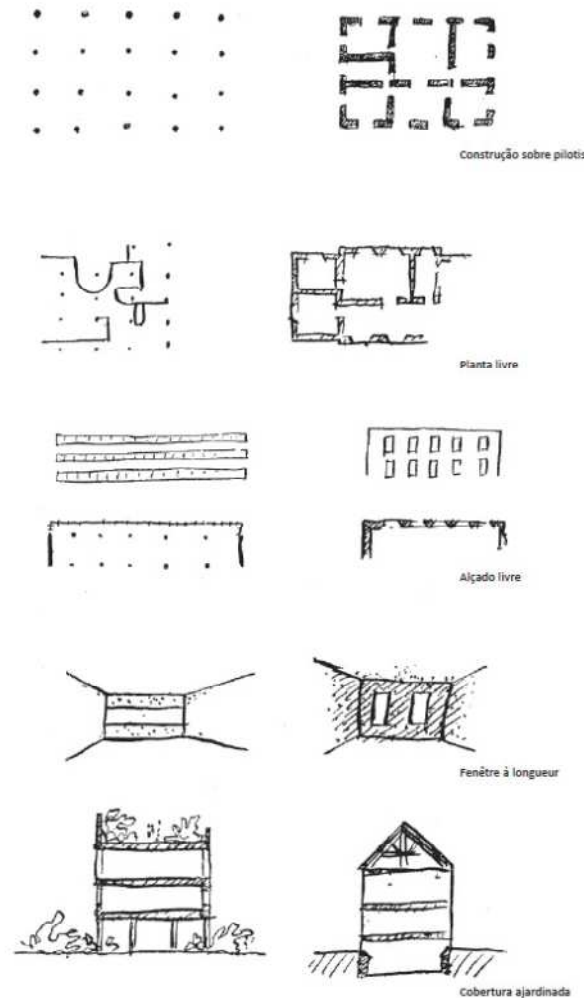 Construção sobre pilotis
Planta livre
Alçado livre
Fenêtre à longueur
Cobertura ajardinada